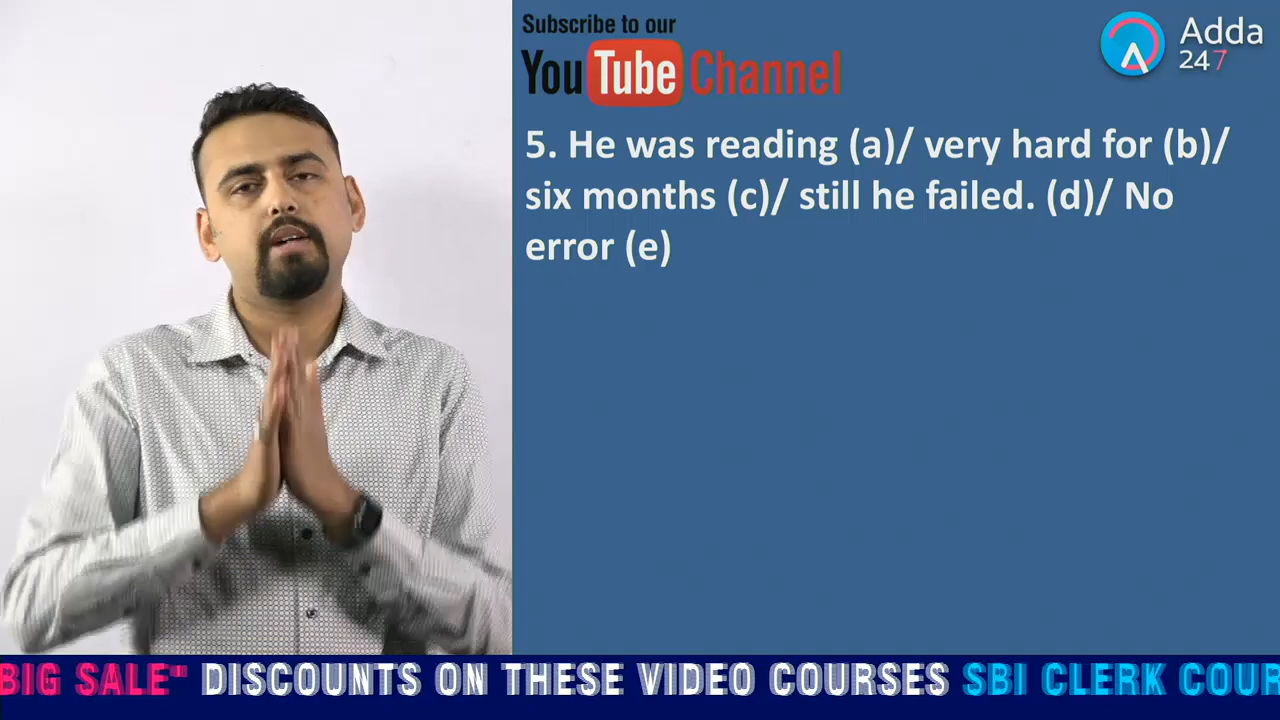 Subscribe to our
YouTube Channel
Adda
247
5. He was reading (a)/ very hard for (b)/
six months (c)/ still he failed. (d)/ No
error (e)
BIG SALE" DISCOUNTS ON THESE VIDEO COURSES SBI CLERK COUR